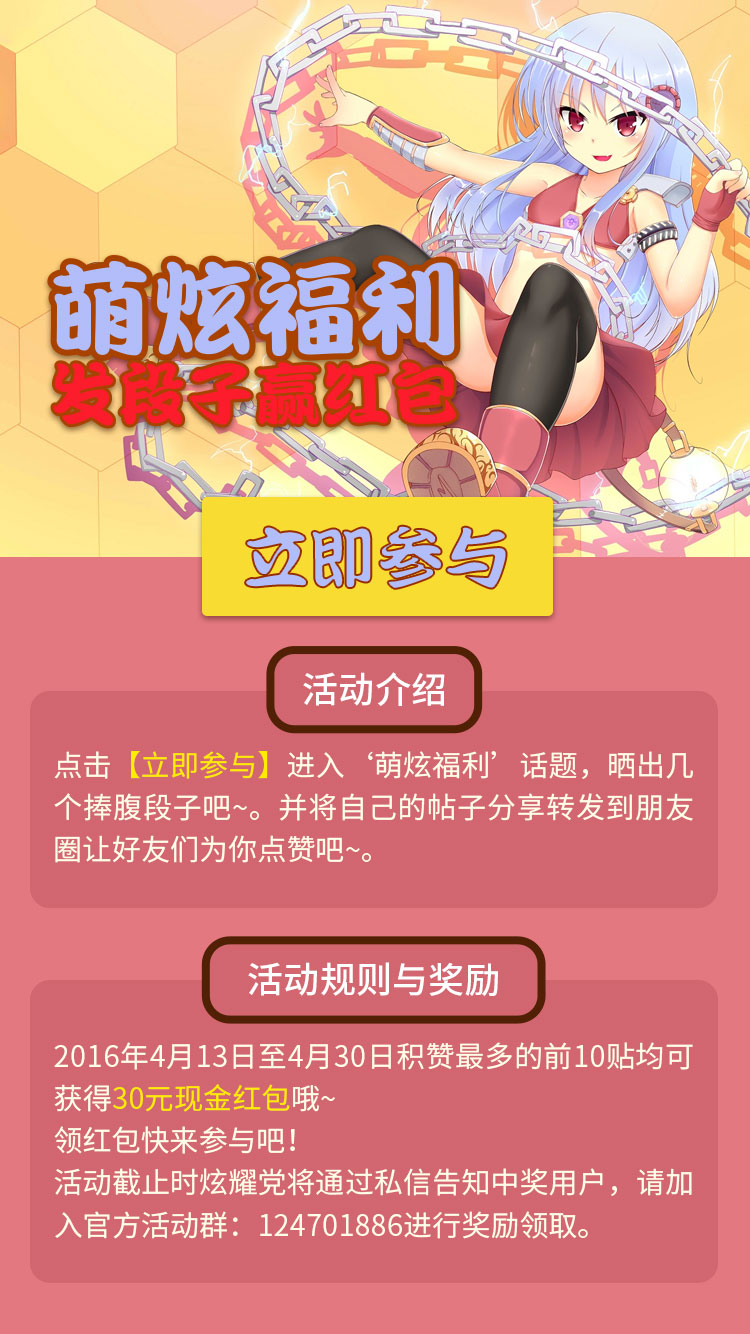 萌炫福利
发段子赢红包
立即参与
活动介绍
点击【立即参与】进入‘萌炫福利’话题，晒出几
个捧腹段子吧~。并将自己的帖子分享转发到朋友
圈让好友们为你点赞吧~。
活动规则与奖励
2016年4月13日至4月30日积赞最多的前10贴均可
获得30元现金红包哦~
领红包快来参与吧！
活动截止时炫耀党将通过私信告知中奖用户，请加
入官方活动群：124701886进行奖励领取。